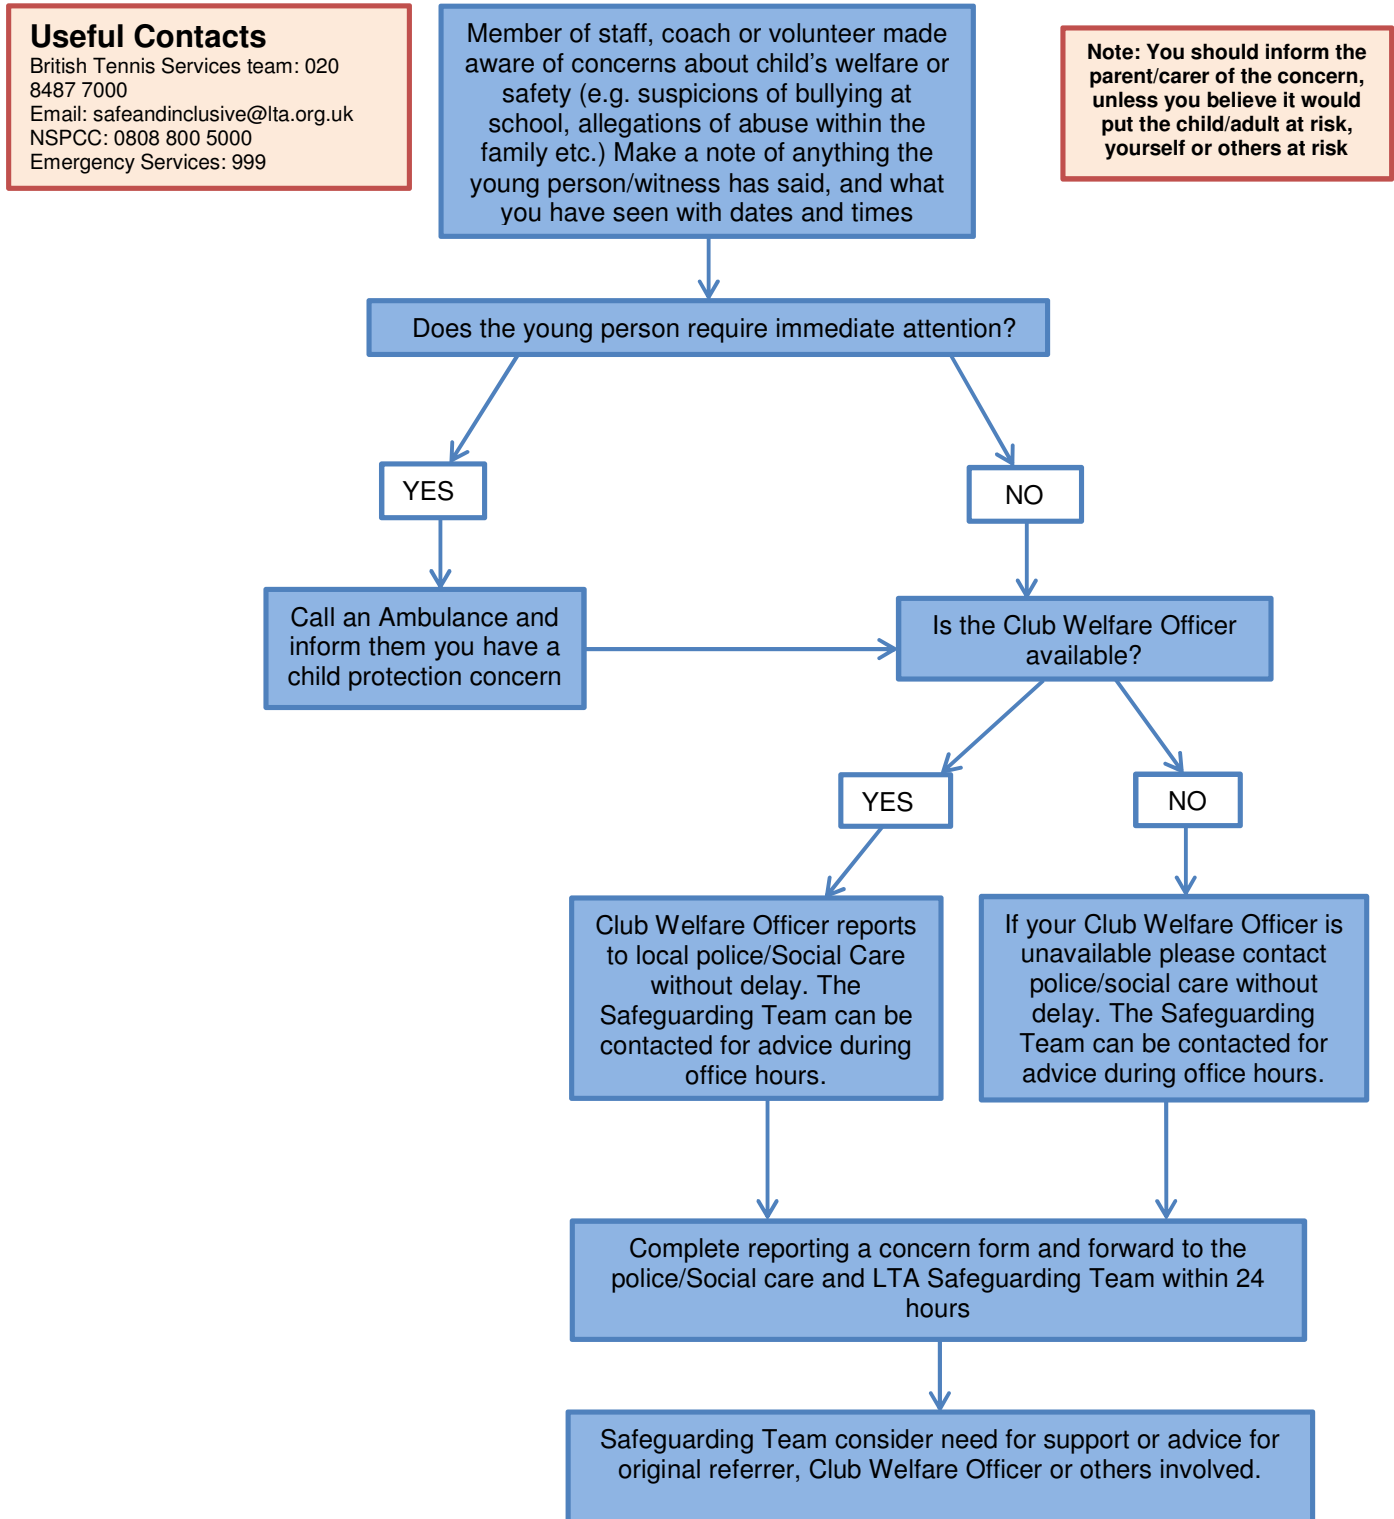 Useful Contacts
British Tennis Services team: 020
8487 7000
Email: safeandinclusive@lta.org.uk
NSPCC: 0808 800 5000
Emergency Services: 999
Member of staff, coach or volunteer made
aware of concerns about child’s welfare or
safety (e.g. suspicions of bullying at
school, allegations of abuse within the
family etc.) Make a note of anything the
young person/witness has said, and what
you have seen with dates and times
Note: You should inform the
parent/carer of the concern,
unless you believe it would
put the child/adult at risk,
yourself or others at risk
Does the young person require immediate attention?
YES
NO
Call an Ambulance and
inform them you have a
child protection concern
Is the Club Welfare Officer
available?
YES
NO
Club Welfare Officer reports
to local police/Social Care
without delay. The
Safeguarding Team can be
contacted for advice during
office hours.
If your Club Welfare Officer is
unavailable please contact
police/social care without
delay. The Safeguarding
Team can be contacted for
advice during office hours.
Complete reporting a concern form and forward to the
police/Social care and LTA Safeguarding Team within 24
hours
Safeguarding Team consider need for support or advice for
original referrer, Club Welfare Officer or others involved.